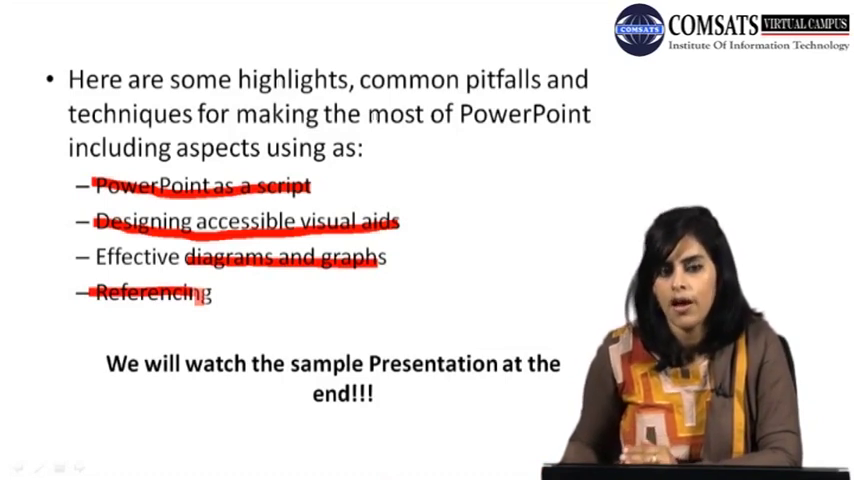 COMSATS VIRTUAL CAMPUS
COMSATS
Institute Of Information Technology
• Here are some highlights, common pitfalls and
techniques for making the most of PowerPoint
including aspects using as:
– PowerPoint as a script
– Designing accessible visual aids
– Effective diagrams and graphs
– Referencing
We will watch the sample Presentation at the
end!!!